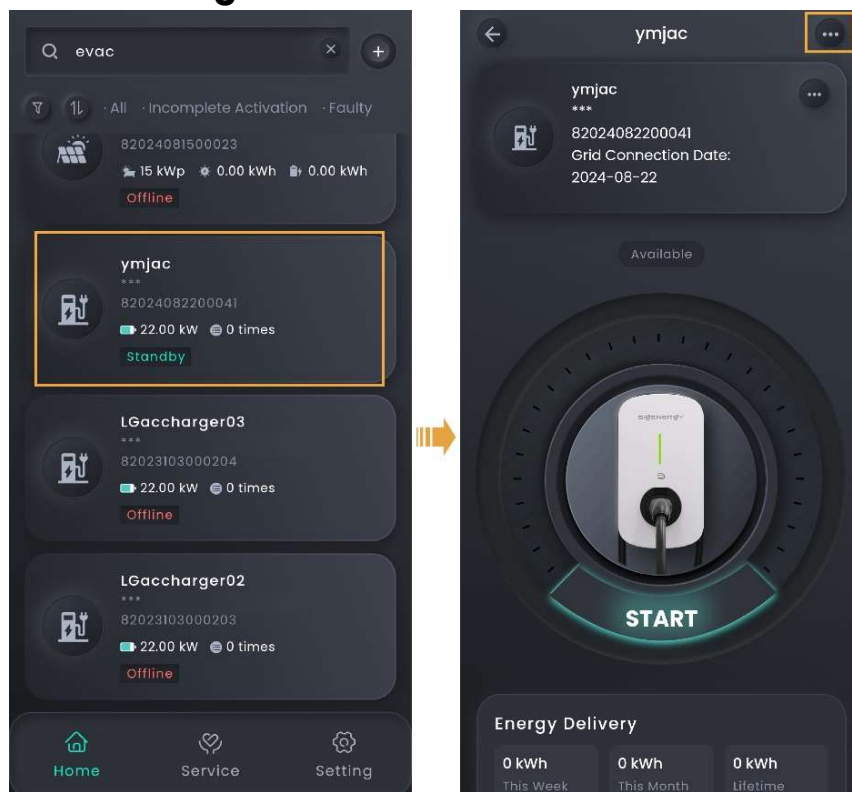 evac
· All · Incomplete Activation · Faulty
82024081500023
15 kWp 0.00 kWh 0.00 kWh
Offline
ymjac
***
82024082200041
22.00 kW 0 times
Standby
LGaccharger03
***
82023103000204
22.00 kW 0 times
Offline
LGaccharger02
***
82023103000203
22.00 kW 0 times
Offline
Home Service Setting
ymjac
ymjac
***
82024082200041
Grid Connection Date:
2024-08-22
Available
sigenergy
START
Energy Delivery
0 kWh 0 kWh 0 kWh
This Week This Month Lifetime